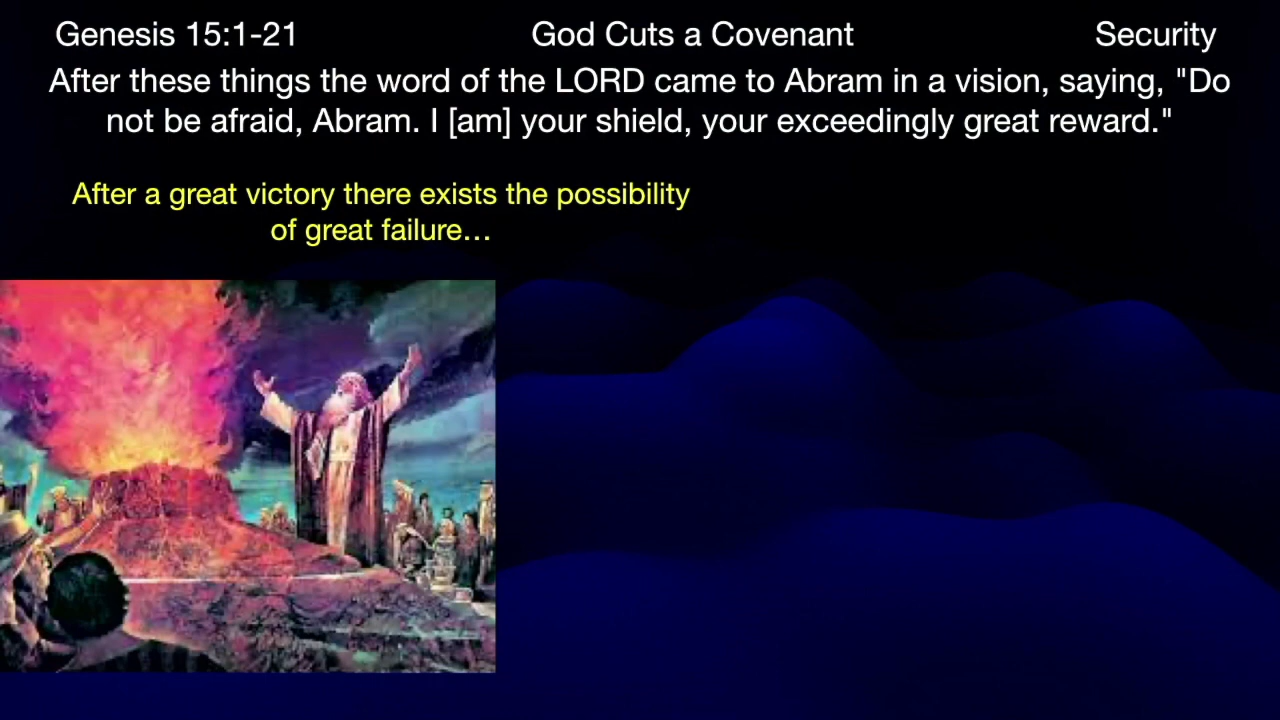 Genesis 15:1-21 God Cuts a Covenant Security
After these things the word of the LORD came to Abram in a vision, saying, "Do
not be afraid, Abram. I [am] your shield, your exceedingly great reward."
After a great victory there exists the possibility
of great failure…